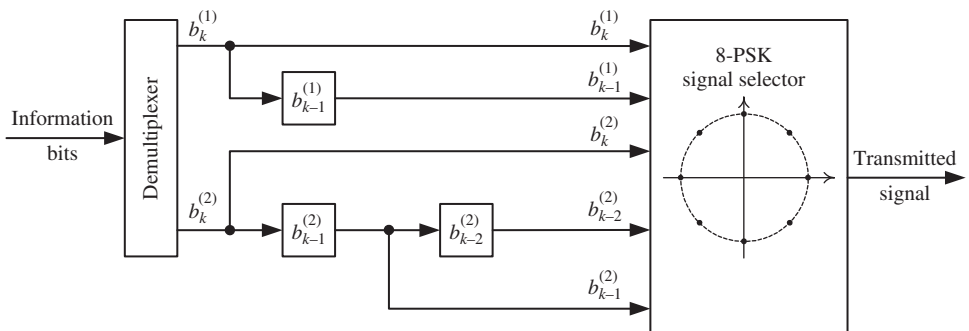 Information
bits
Demultiplexer
b_k^{(1)}
b_k^{(2)}
b_{k–1}^{(1)}
b_{k–1}^{(2)}
b_{k–2}^{(2)}
b_k^{(1)}
b_{k–1}^{(1)}
b_k^{(2)}
b_{k–2}^{(2)}
b_{k–1}^{(2)}
8-PSK
signal selector
Transmitted
signal